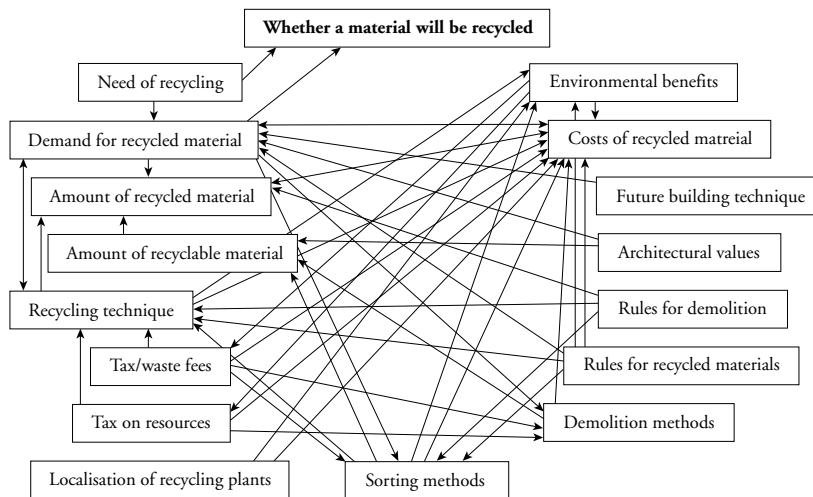 Whether a material will be recycled
Need of recycling
Environmental benefits
Demand for recycled material
Costs of recycled matreial
Amount of recycled material
Future building technique
Amount of recyclable material
Architectural values
Recycling technique
Rules for demolition
Tax/waste fees
Rules for recycled materials
Tax on resources
Demolition methods
Localisation of recycling plants
Sorting methods